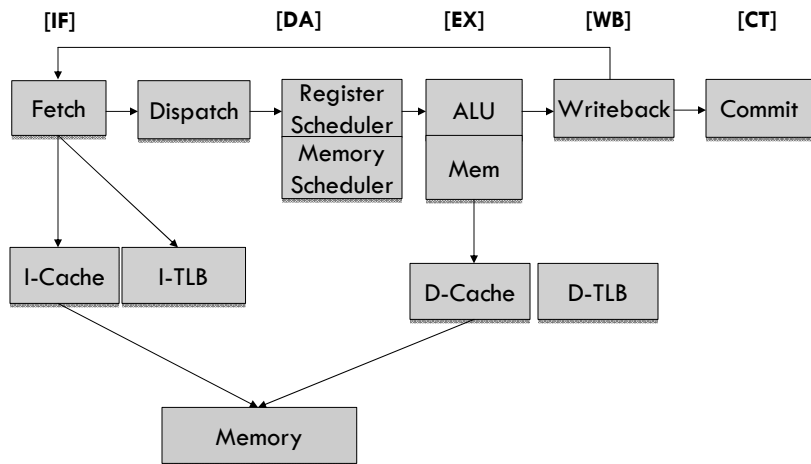 [IF] [DA] [EX] [WB] [CT]
Fetch
Dispatch
Register
Scheduler
Memory
Scheduler
ALU
Mem
Writeback
Commit
I-Cache
I-TLB
D-Cache
D-TLB
Memory